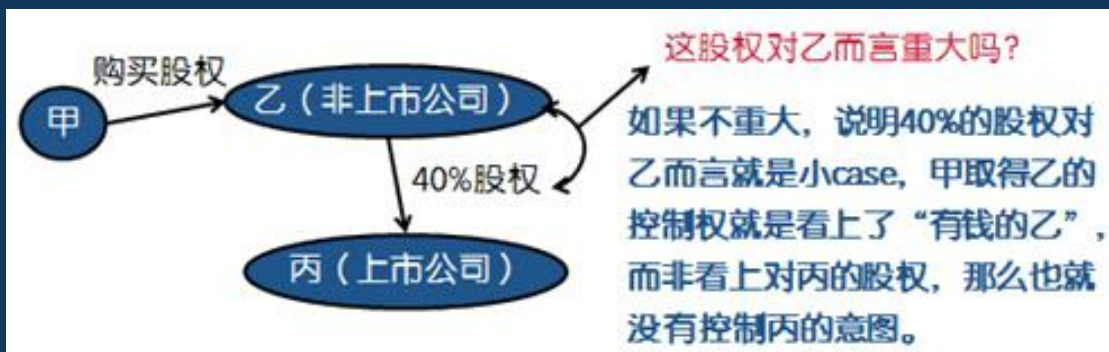 这股权对乙而言重大吗?
购买股权
甲
乙（非上市公司）
40%股权
丙（上市公司）
如果不重大，说明40%的股权对
乙而言就是小case，甲取得乙的
控制权就是看上了“有钱的乙”，
而非看上对丙的股权，那么也就
没有控制丙的意图。